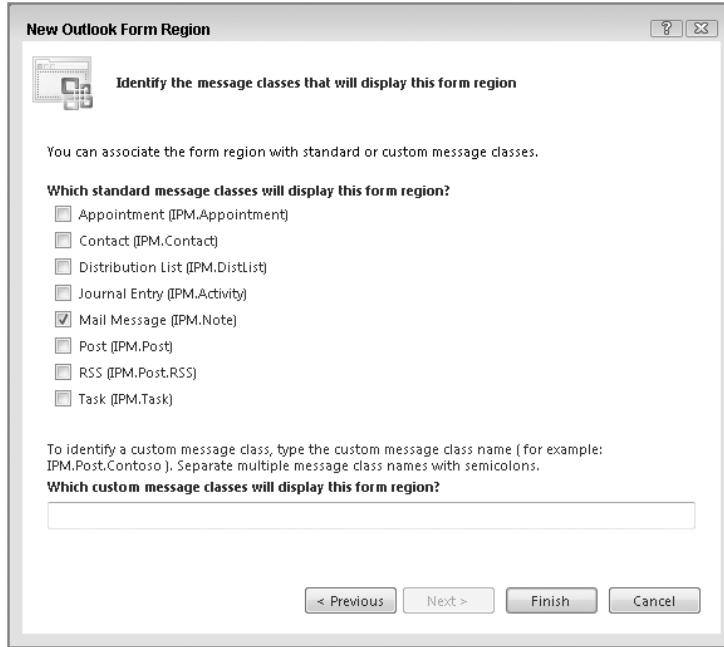 New Outlook Form Region
?
Identify the message classes that will display this form region
You can associate the form region with standard or custom message classes.
Which standard message classes will display this form region?
Appointment (IPM.Appointment)
Contact (IPM.Contact)
Distribution List (IPM.DistList)
Journal Entry (IPM.Activity)
Mail Message (IPM.Note)
Post (IPM.Post)
RSS (IPM.Post.RSS)
Task (IPM.Task)
To identify a custom message class, type the custom message class name ( for example:
IPM.Post.Contoso ). Separate multiple message class names with semicolons.
Which custom message classes will display this form region?
< Previous Next > Finish Cancel